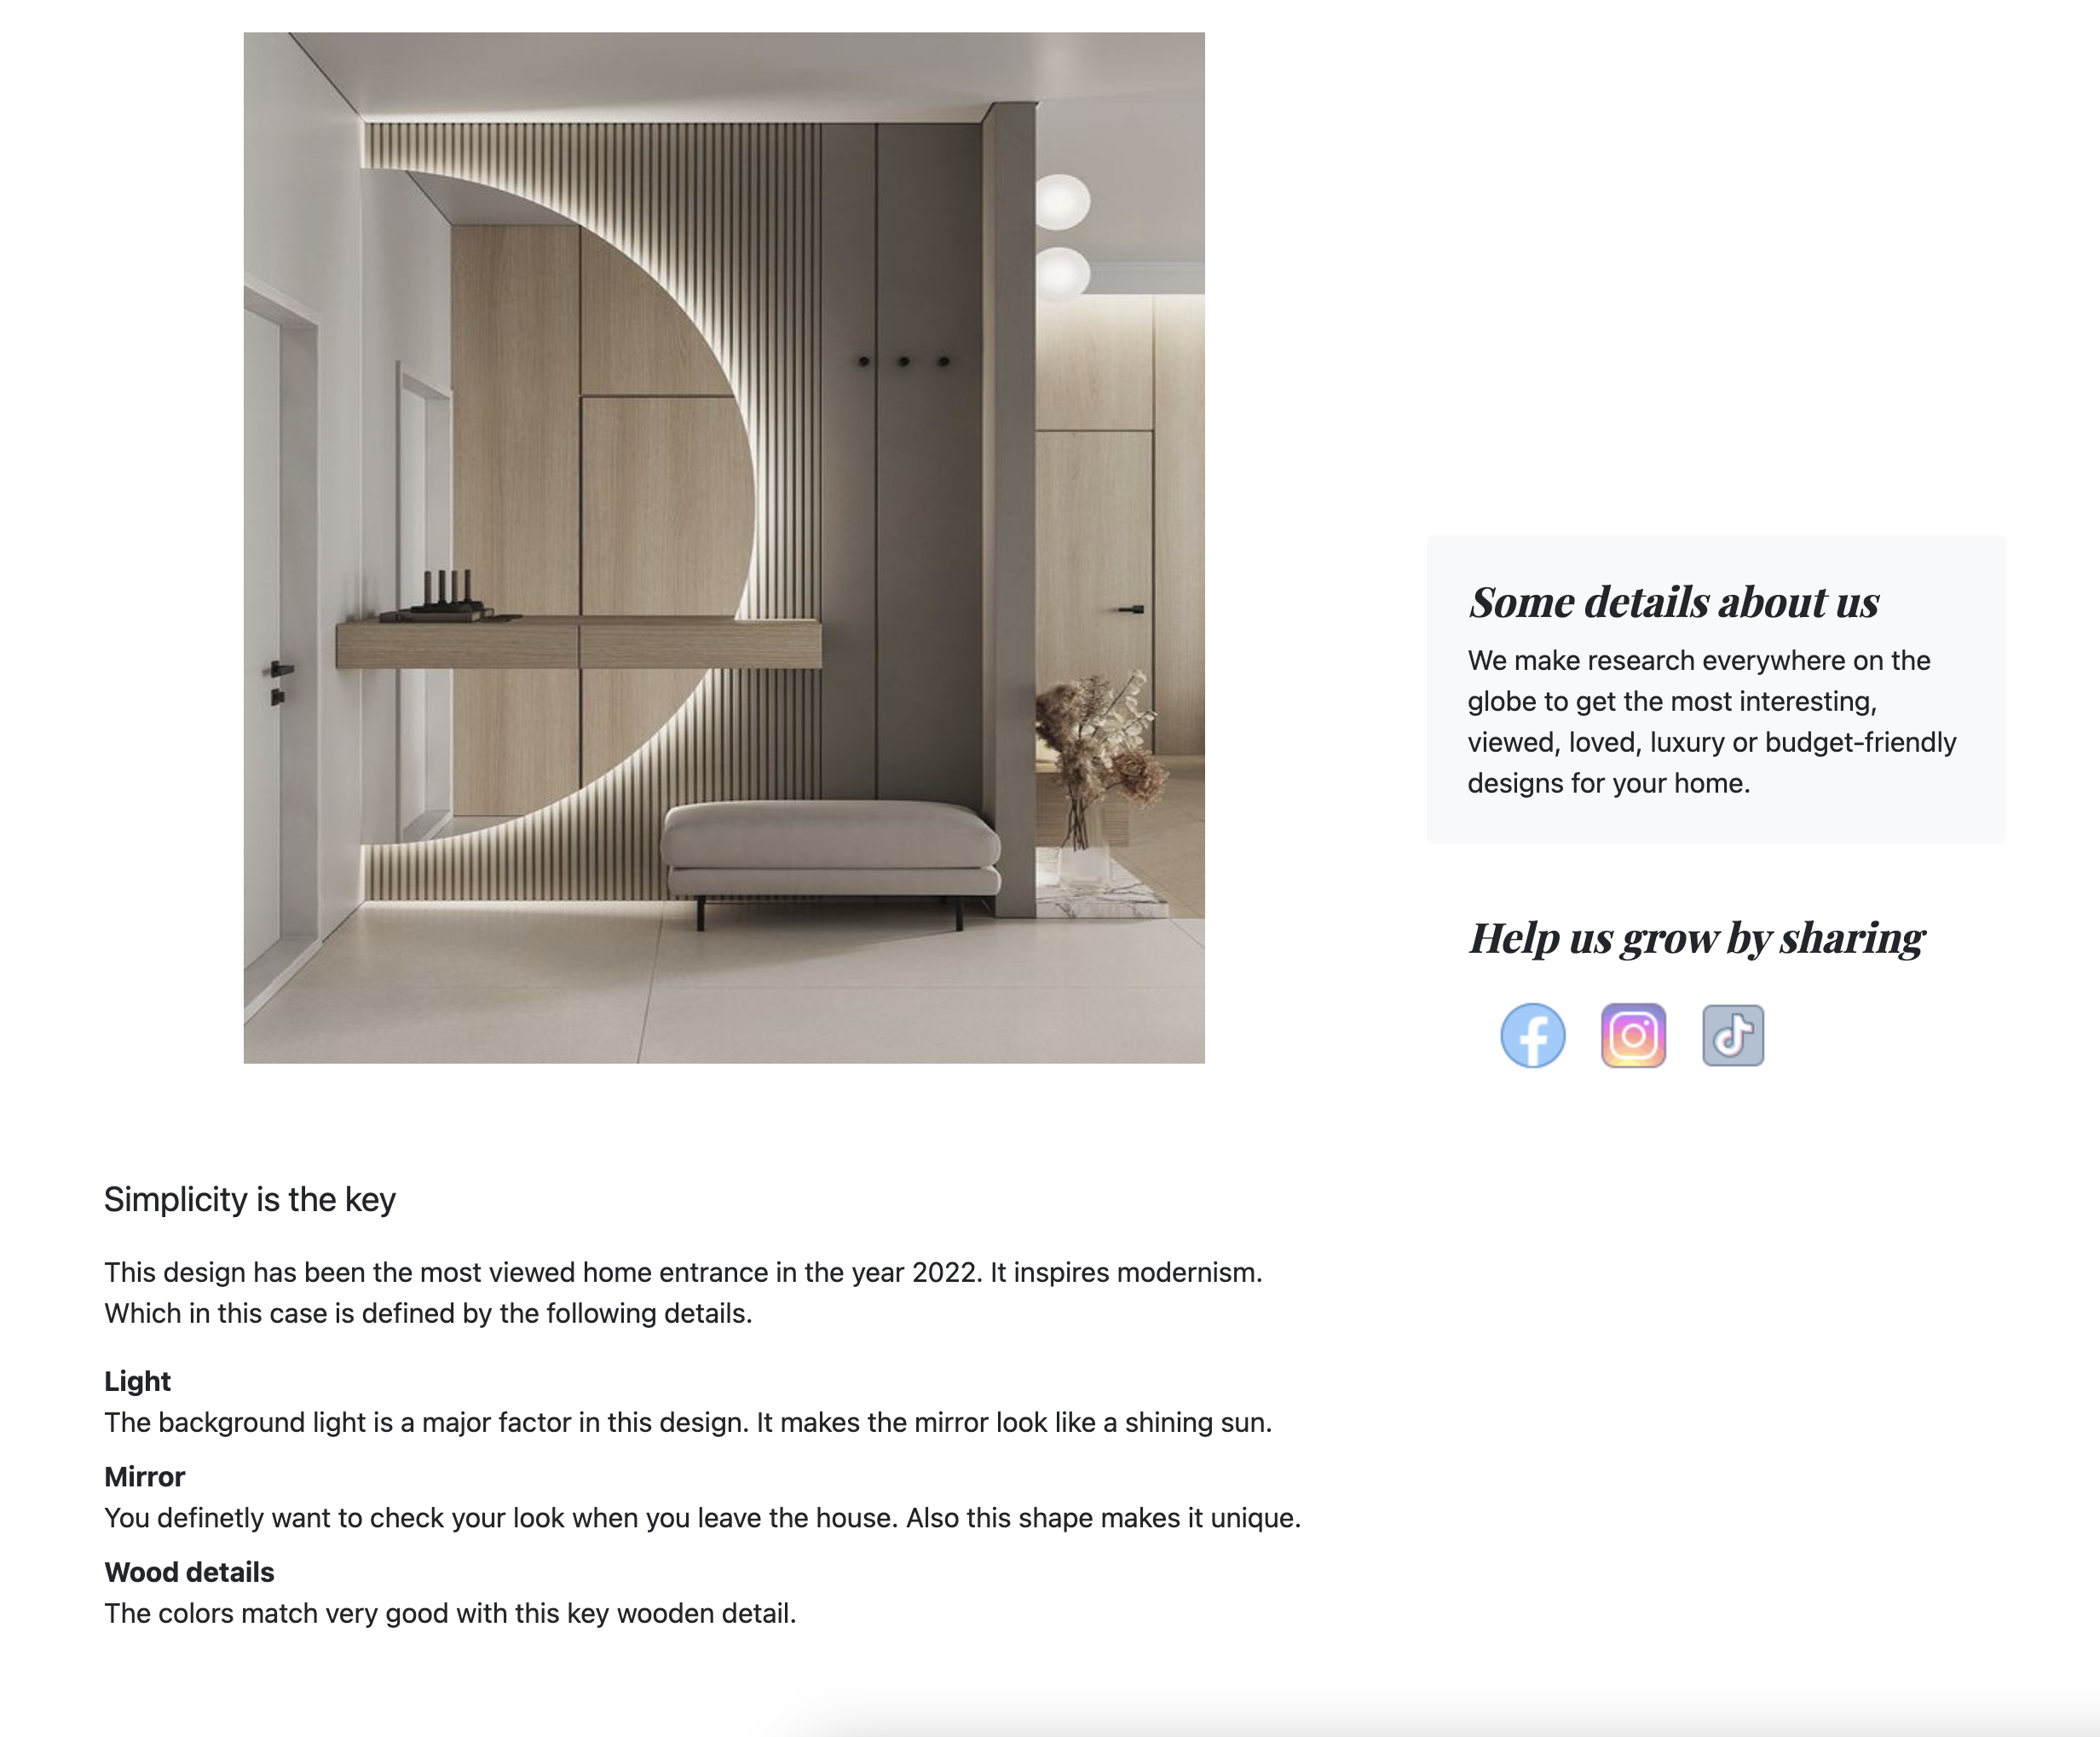 Some details about us
We make research everywhere on the
globe to get the most interesting,
viewed, loved, luxury or budget-friendly
designs for your home.
Help us grow by sharing
Simplicity is the key
This design has been the most viewed home entrance in the year 2022. It inspires modernism.
Which in this case is defined by the following details.
Light
The background light is a major factor in this design. It makes the mirror look like a shining sun.
Mirror
You definetly want to check your look when you leave the house. Also this shape makes it unique.
Wood details
The colors match very good with this key wooden detail.